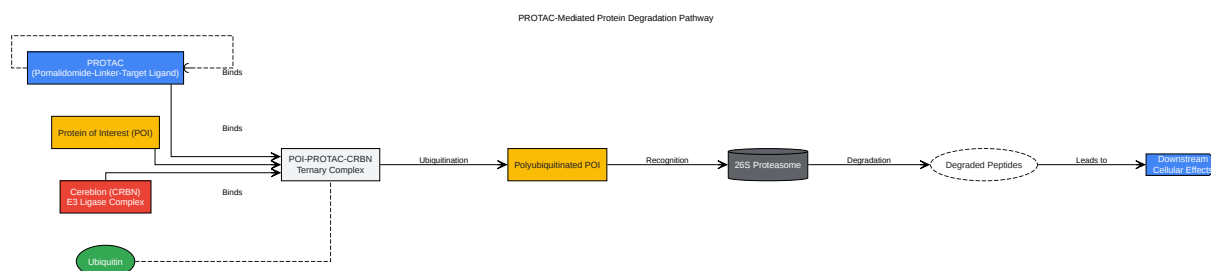 PROTAC-Mediated Protein Degradation Pathway
PROTAC
(Pomalidomide-Linker-Target Ligand)
Binds
Protein of Interest (POI)
Binds
Cereblon (CRBN)
E3 Ligase Complex
Binds
Ubiquitin
POI-PROTAC-CRBN
Ternary Complex
Ubiquitination
Polyubiquitinated POI
Recognition
26S Proteasome
Degradation
Degraded Peptides
Leads to
Downstream
Cellular Effects